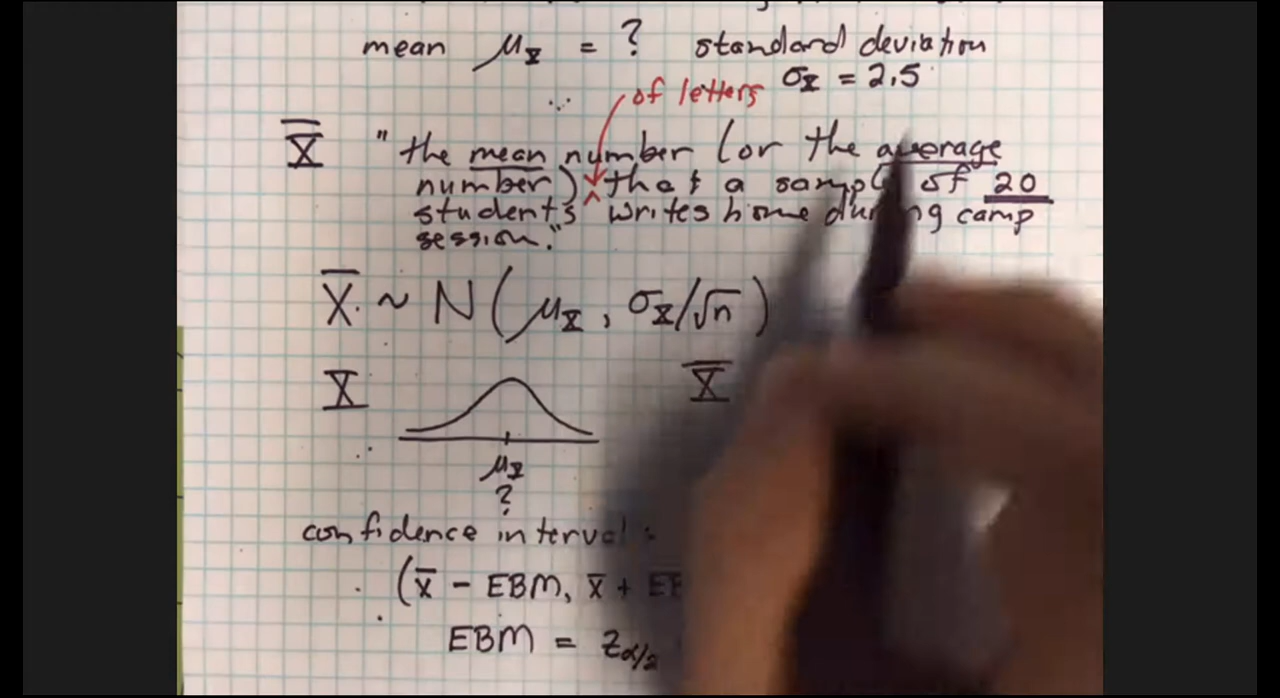 mean μx = ? standard deviation
σx = 2.5
of letters
X̅ "the mean number (or the average
number) that a sample of 20
students writes home during camp
session."
X̅ ~ N(μx, σx/√n)
X X̅
μx
?
confidence interval:
(x̅ - EBM, x̅ +
EBM = zα/2